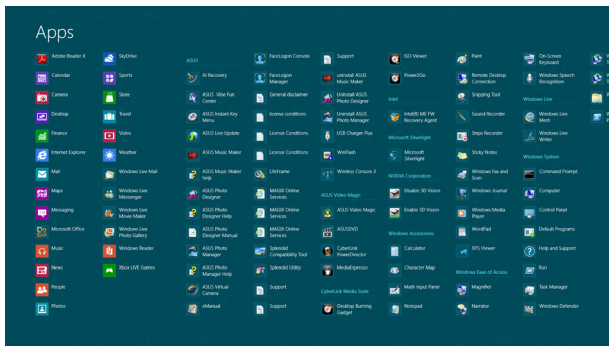 Apps
Adobe Reader X
Calendar
Camera
Desktop
Finance
Internet Explorer
Mail
Maps
Messaging
Microsoft Office
Music
News
People
Photos
SkyDrive
Sports
Store
Travel
Video
Weather
Windows Live Mail
Windows Live
Messenger
Windows Live
Movie Maker
Windows Live
Photo Gallery
Windows Reader
Xbox LIVE Games
ASUS
AI Recovery
ASUS Vibe Fun
Center
ASUS Instant Key
Menu
ASUS Live Update
ASUS Music Maker
ASUS Music Maker
help
ASUS Photo
Designer
ASUS Photo
Designer Help
ASUS Photo
Designer Manual
ASUS Photo
Manager
ASUS Photo
Manager Help
ASUS Virtual
Camera
eManual
FaceLogon Console
FaceLogon
Manager
General disclaimer
license conditions
License Conditions
License Conditions
LifeFrame
MAGIX Online
Services
MAGIX Online
Services
MAGIX Online
Services
Splendid
Compatibility Tool
Splendid Utility
Support
Support
Support
uninstall ASUS
Music Maker
Uninstall ASUS
Photo Designer
Uninstall ASUS
Photo Manager
USB Charger Plus
WinFlash
Wireless Console 3
ASUS Video Magic
ASUS Video Magic
ASUSDVD
CyberLink
PowerDirector
MediaEspresso
CyberLink Media Suite
Desktop Burning
Gadget
ISO Viewer
Power2Go
Intel
Intel(R) ME FW
Recovery Agent
Microsoft Silverlight
Microsoft
Silverlight
NVIDIA Corporation
Disable 3D Vision
Disable 3D Vision
Windows Accessories
Calculator
Character Map
Math Input Panel
Notepad
Paint
Remote Desktop
Connection
Snipping Tool
Sound Recorder
Steps Recorder
Sticky Notes
Windows Fax and
Scan
Windows Journal
Windows Media
Player
WordPad
XPS Viewer
Windows Ease of Access
Magnifier
Narrator
On-Screen
Keyboard
Windows Speech
Recognition
Windows Live
Windows Live
Mesh
Windows Live
Writer
Windows System
Command Prompt
Computer
Control Panel
Default Programs
Help and Support
Run
Task Manager
Windows Defender